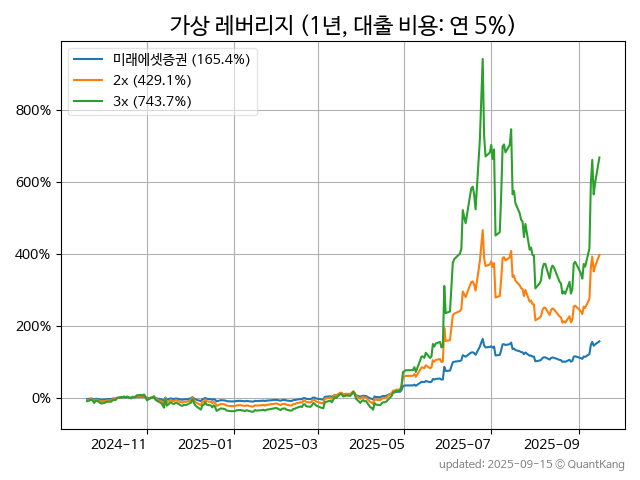 가상 레버리지 (1년, 대출 비용: 연 5%)
미래에셋증권 (165.4%)
2x (429.1%)
3x (743.7%)
800%
600%
400%
200%
0%
2024-11 2025-01 2025-03 2025-05 2025-07 2025-09
updated: 2025-09-15 © QuantKang